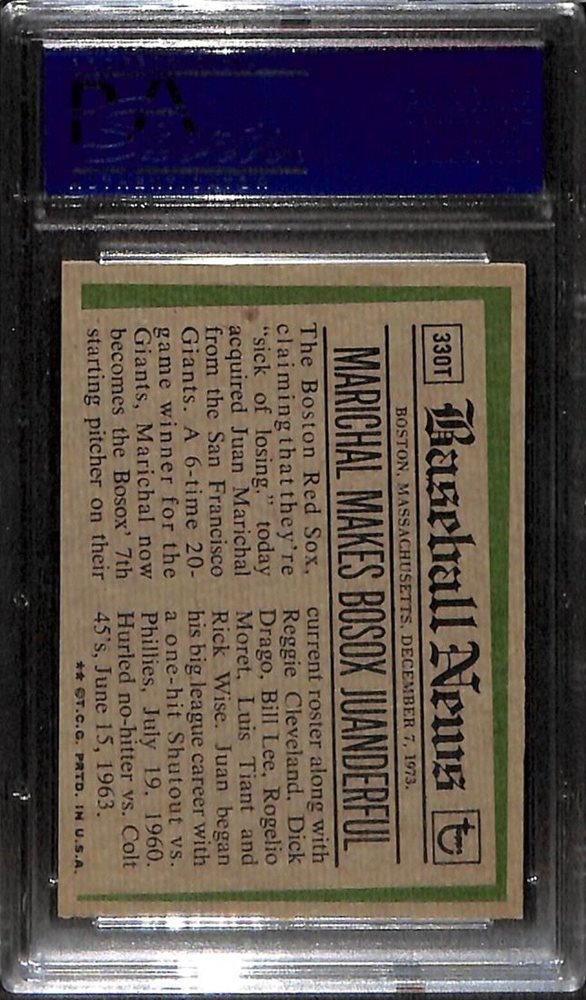 PSA
330T
Baseball News
topps
BOSTON, MASSACHUSETTS, DECEMBER 7, 1973.
MARICHAL MAKES BOSOX JUANDERFUL
The Boston Red Sox,
claiming that they're
"sick of losing," today
acquired Juan Marichal
from the San Francisco
Giants. A 6-time 20-
game winner for the
Giants, Marichal now
becomes the Bosox' 7th
starting pitcher on their
current roster along with
Reggie Cleveland, Dick
Drago, Bill Lee, Rogelio
Moret, Luis Tiant and
Rick Wise. Juan began
his big league career with
a one-hit Shutout vs.
Phillies, July 19, 1960.
Hurled no-hitter vs. Colt
45's, June 15, 1963.
** ©T.C.G. PRTD. IN U.S.A.